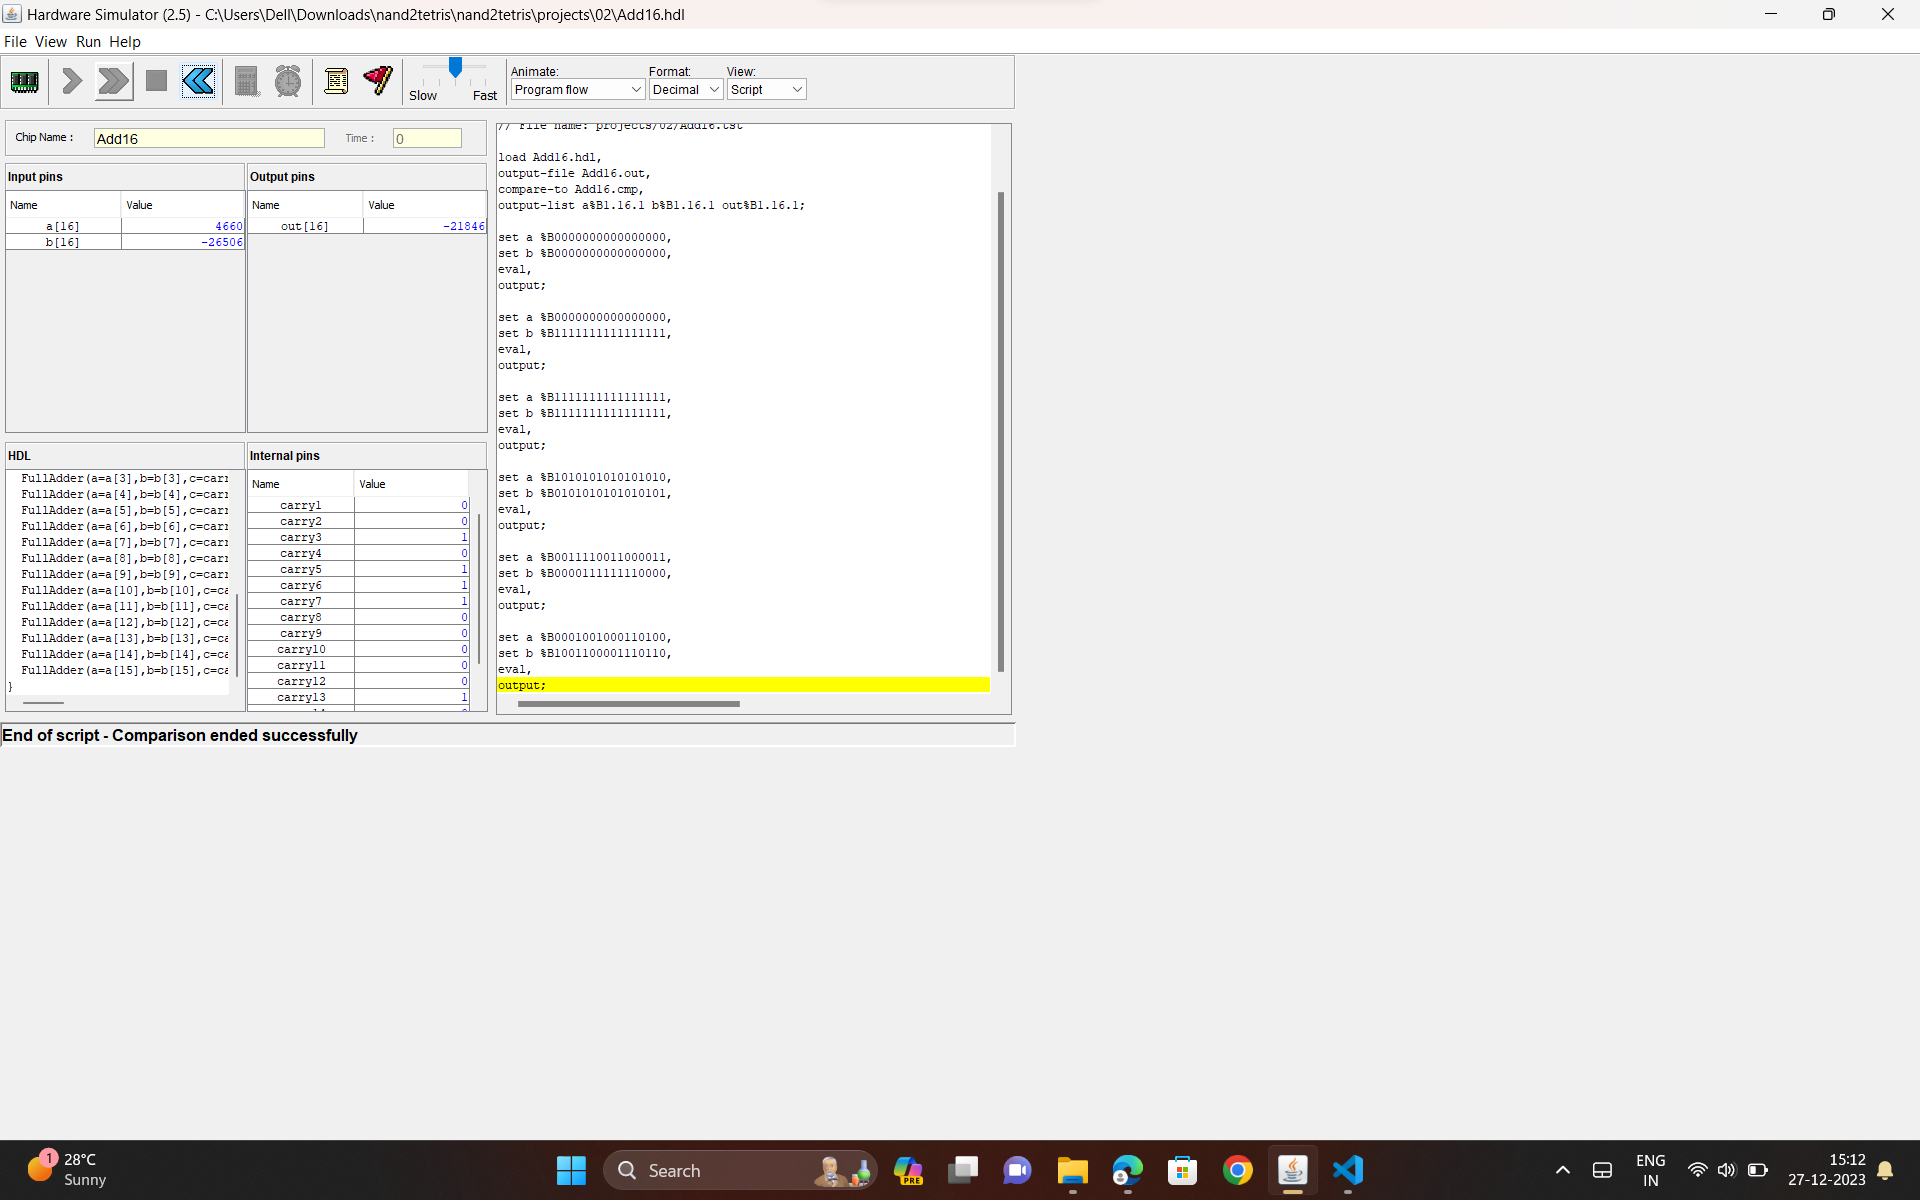 Hardware Simulator (2.5) - C:\Users\Dell\Downloads\nand2tetris\nand2tetris\projects\02\Add16.hdl
File View Run Help
Slow Fast
Animate:
Program flow
Format:
Decimal
View:
Script
Chip Name :
Add16
Time :
0
Input pins
Name Value
a[16] 4660
b[16] -26506
Output pins
Name Value
out[16] -21846
HDL
FullAdder(a=a[3],b=b[3],c=carr
FullAdder(a=a[4],b=b[4],c=carr
FullAdder(a=a[5],b=b[5],c=carr
FullAdder(a=a[6],b=b[6],c=carr
FullAdder(a=a[7],b=b[7],c=carr
FullAdder(a=a[8],b=b[8],c=carr
FullAdder(a=a[9],b=b[9],c=carr
FullAdder(a=a[10],b=b[10],c=ca
FullAdder(a=a[11],b=b[11],c=ca
FullAdder(a=a[12],b=b[12],c=ca
FullAdder(a=a[13],b=b[13],c=ca
FullAdder(a=a[14],b=b[14],c=ca
FullAdder(a=a[15],b=b[15],c=ca
}
Internal pins
Name Value
carry1 0
carry2 0
carry3 1
carry4 0
carry5 1
carry6 1
carry7 1
carry8 0
carry9 0
carry10 0
carry11 0
carry12 0
carry13 1
// File name: projects/02/Add16.tst
load Add16.hdl,
output-file Add16.out,
compare-to Add16.cmp,
output-list a%B1.16.1 b%B1.16.1 out%B1.16.1;
set a %B0000000000000000,
set b %B0000000000000000,
eval,
output;
set a %B0000000000000000,
set b %B1111111111111111,
eval,
output;
set a %B1111111111111111,
set b %B1111111111111111,
eval,
output;
set a %B1010101010101010,
set b %B0101010101010101,
eval,
output;
set a %B0011110011000011,
set b %B0000111111110000,
eval,
output;
set a %B0001001000110100,
set b %B1001100001110110,
eval,
output;
End of script - Comparison ended successfully
1
28°C
Sunny
Search
PRE
ENG
IN
15:12
27-12-2023